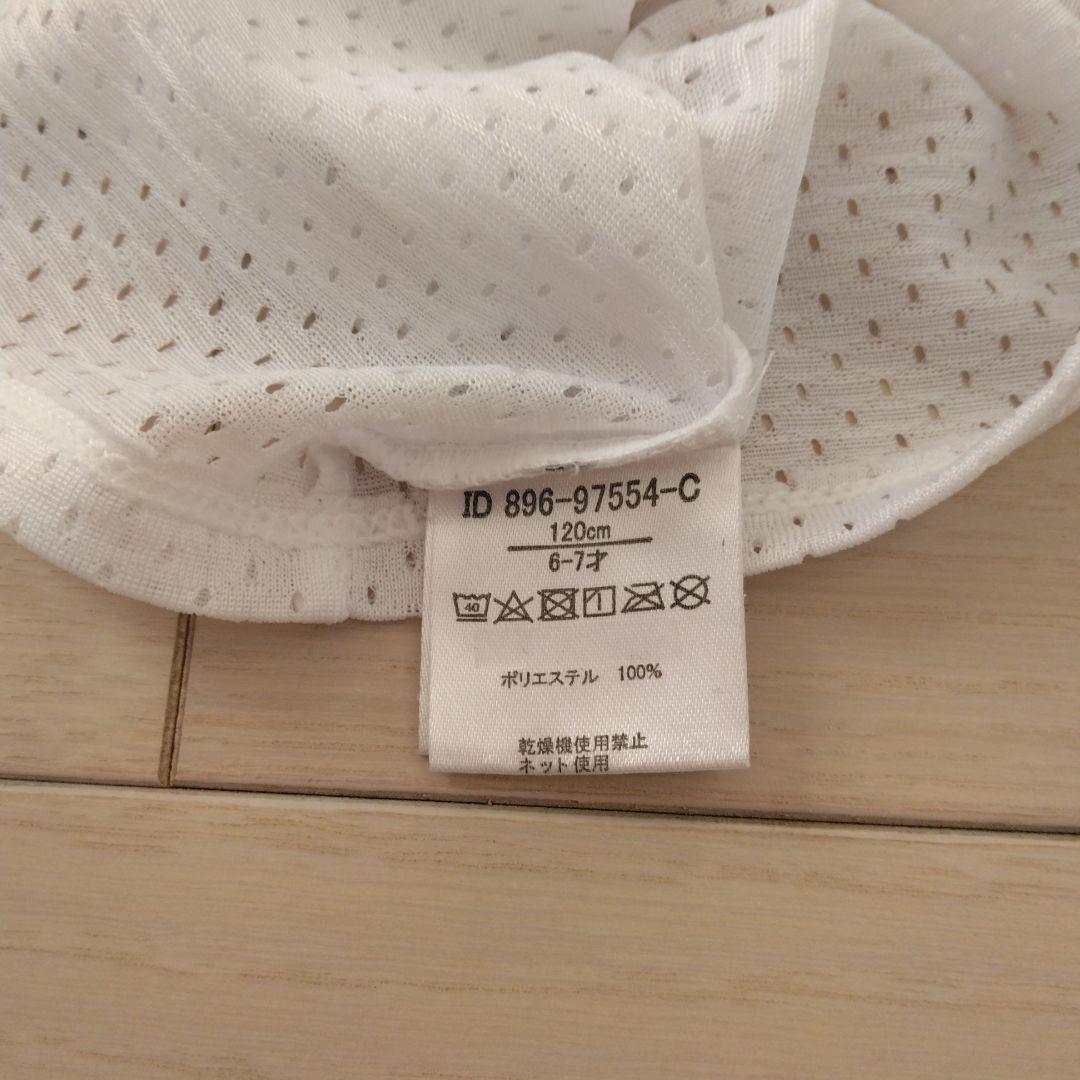 ID 896-97554-C
120cm
6-7才
40
ポリエステル 100%
乾燥機使用禁止
ネット使用